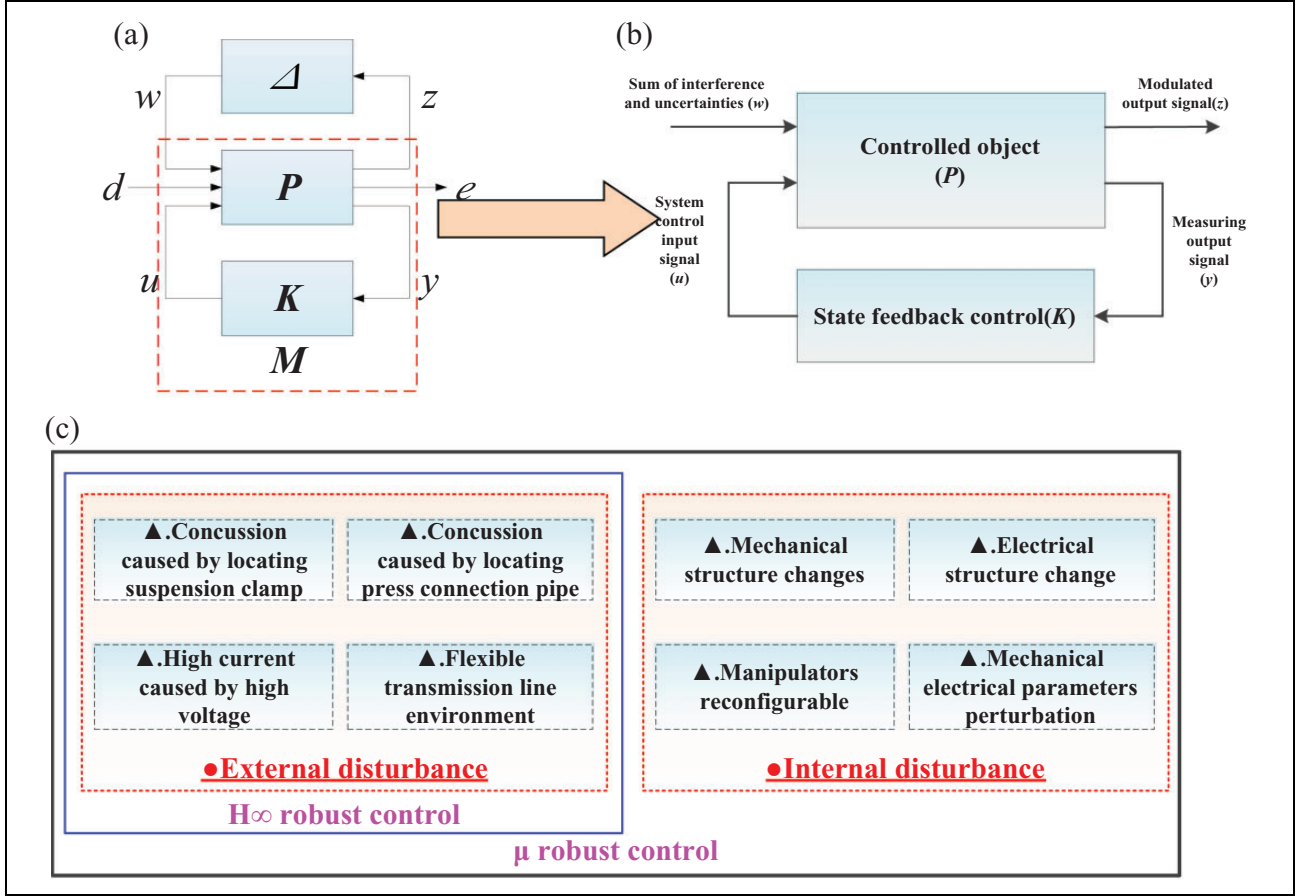 (a)
Δ
w
z
P
d
e
u
K
y
M
(b)
Sum of interference
and uncertainties (w)
Modulated
output signal(z)
Controlled object
(P)
System
control
input
signal
(u)
Measuring
output
signal
(y)
State feedback control(K)
(c)
▲.Concussion
caused by locating
suspension clamp
▲.Concussion
caused by locating
press connection pipe
▲.High current
caused by high
voltage
▲.Flexible
transmission line
environment
●External disturbance
H∞ robust control
▲.Mechanical
structure changes
▲.Electrical
structure change
▲.Manipulators
reconfigurable
▲.Mechanical
electrical parameters
perturbation
●Internal disturbance
μ robust control